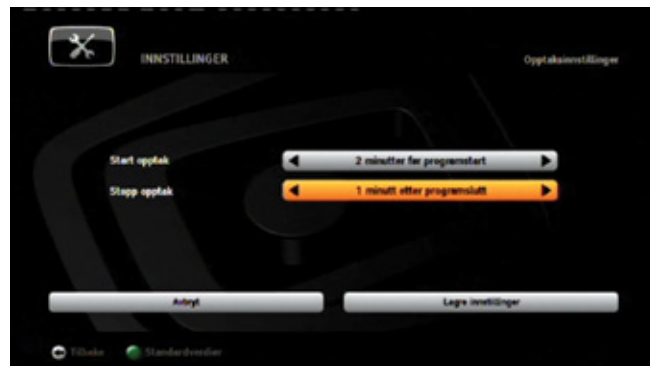 INNSTILLINGER
Opptaksinnstillinger
Start opptak
2 minutter før programstart
Stopp opptak
1 minutt etter programslutt
Avbryt
Lagre innstillinger
Tilbake
Standardverdier